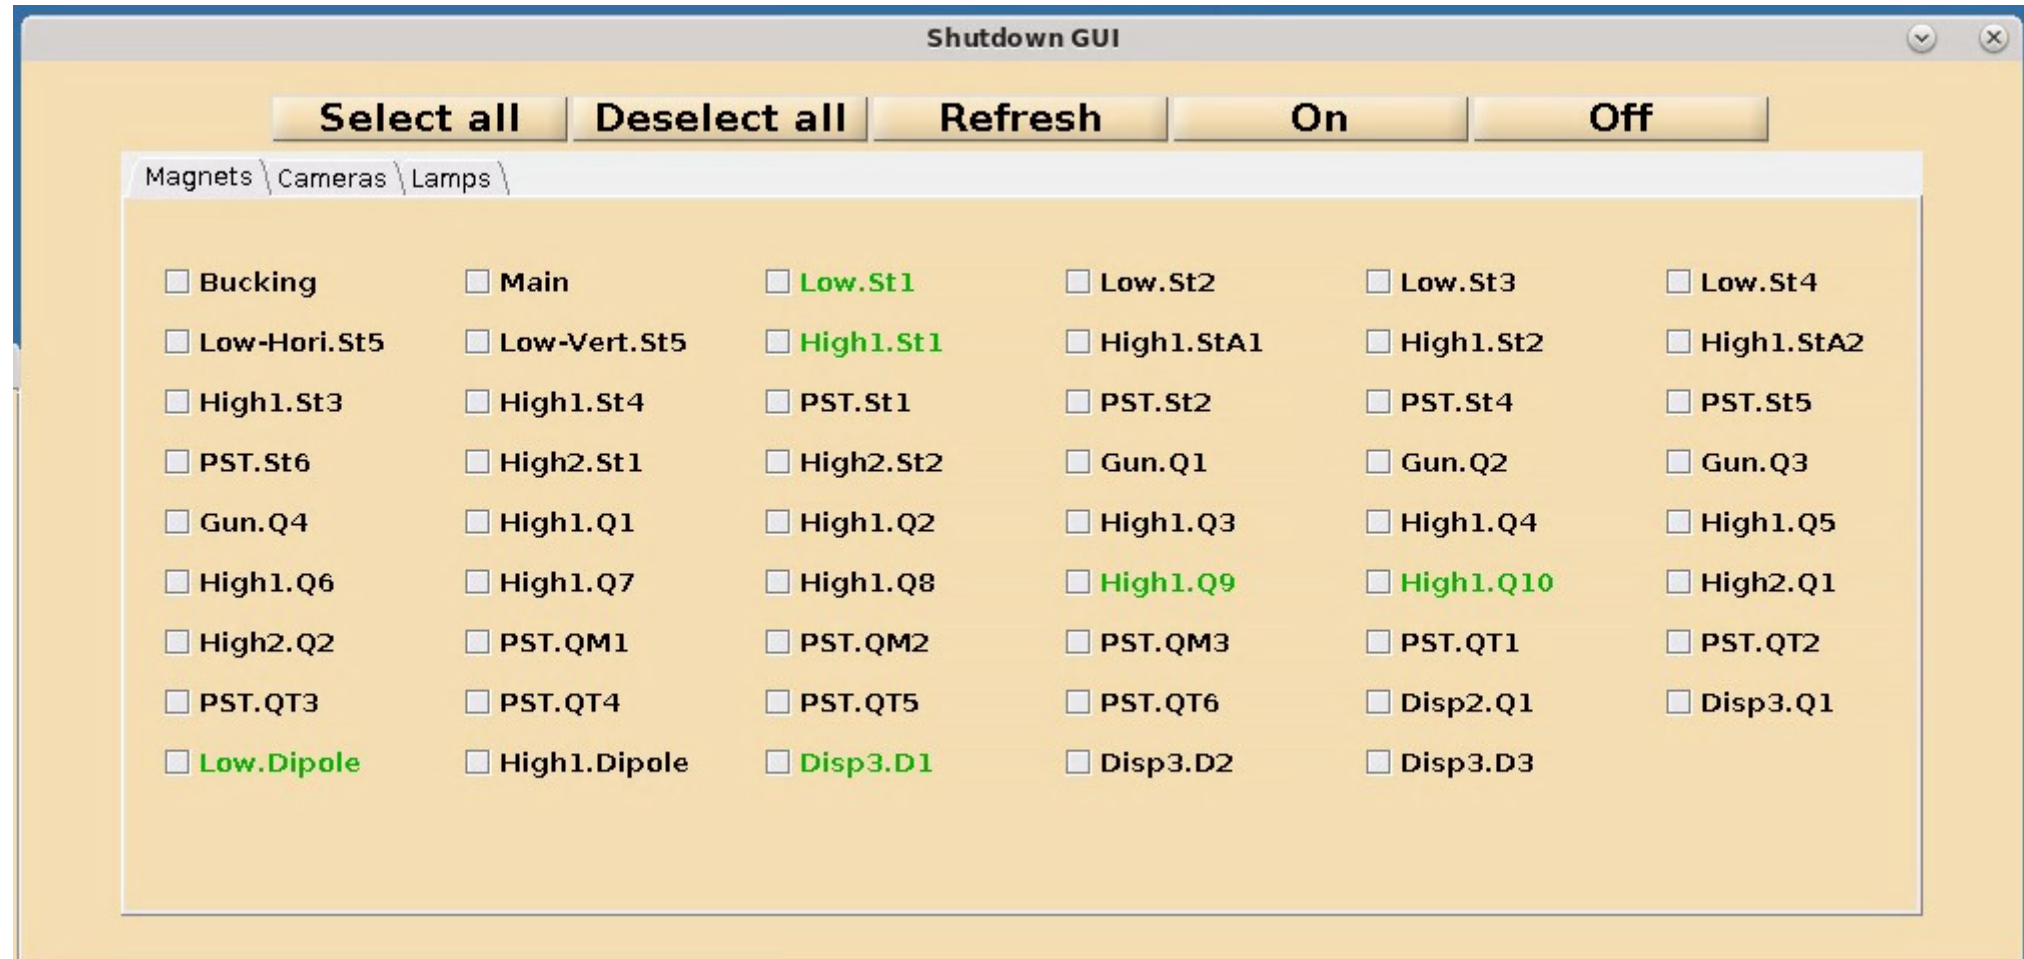 Shutdown GUI
Select all Deselect all Refresh On Off
Magnets Cameras Lamps
Bucking Main Low.St1 Low.St2 Low.St3 Low.St4
Low-Hori.St5 Low-Vert.St5 High1.St1 High1.StA1 High1.St2 High1.StA2
High1.St3 High1.St4 PST.St1 PST.St2 PST.St4 PST.St5
PST.St6 High2.St1 High2.St2 Gun.Q1 Gun.Q2 Gun.Q3
Gun.Q4 High1.Q1 High1.Q2 High1.Q3 High1.Q4 High1.Q5
High1.Q6 High1.Q7 High1.Q8 High1.Q9 High1.Q10 High2.Q1
High2.Q2 PST.QM1 PST.QM2 PST.QM3 PST.QT1 PST.QT2
PST.QT3 PST.QT4 PST.QT5 PST.QT6 Disp2.Q1 Disp3.Q1
Low.Dipole High1.Dipole Disp3.D1 Disp3.D2 Disp3.D3